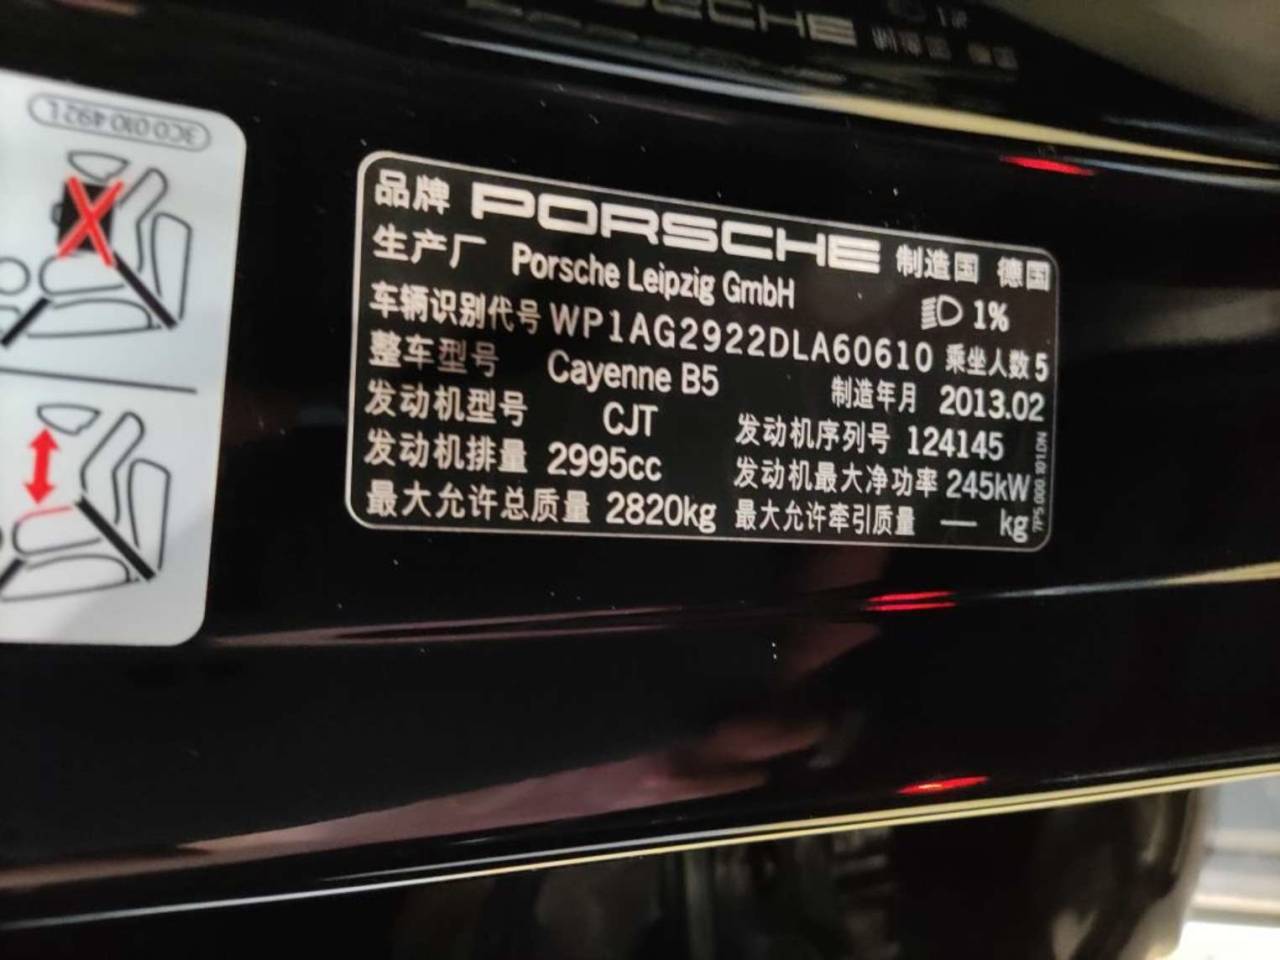 3C0 010 492 L
品牌 PORSCHE 制造国 德国
生产厂 Porsche Leipzig GmbH 1%
车辆识别代号 WP1AG2922DLA60610 乘坐人数 5
整车型号 Cayenne B5 制造年月 2013.02
发动机型号 CJT 发动机序列号 124145
发动机排量 2995cc 发动机最大净功率 245kW
最大允许总质量 2820kg 最大允许牵引质量 — kg
7P5.000.101.DN